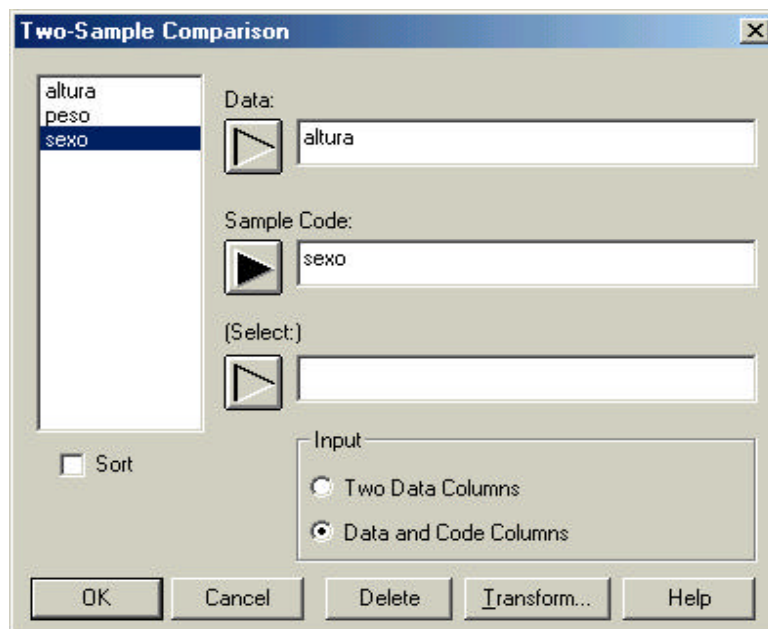 Two-Sample Comparison
altura
peso
sexo
Data:
altura
Sample Code:
sexo
(Select:)
Sort
Input
Two Data Columns
Data and Code Columns
OK
Cancel
Delete
Transform...
Help